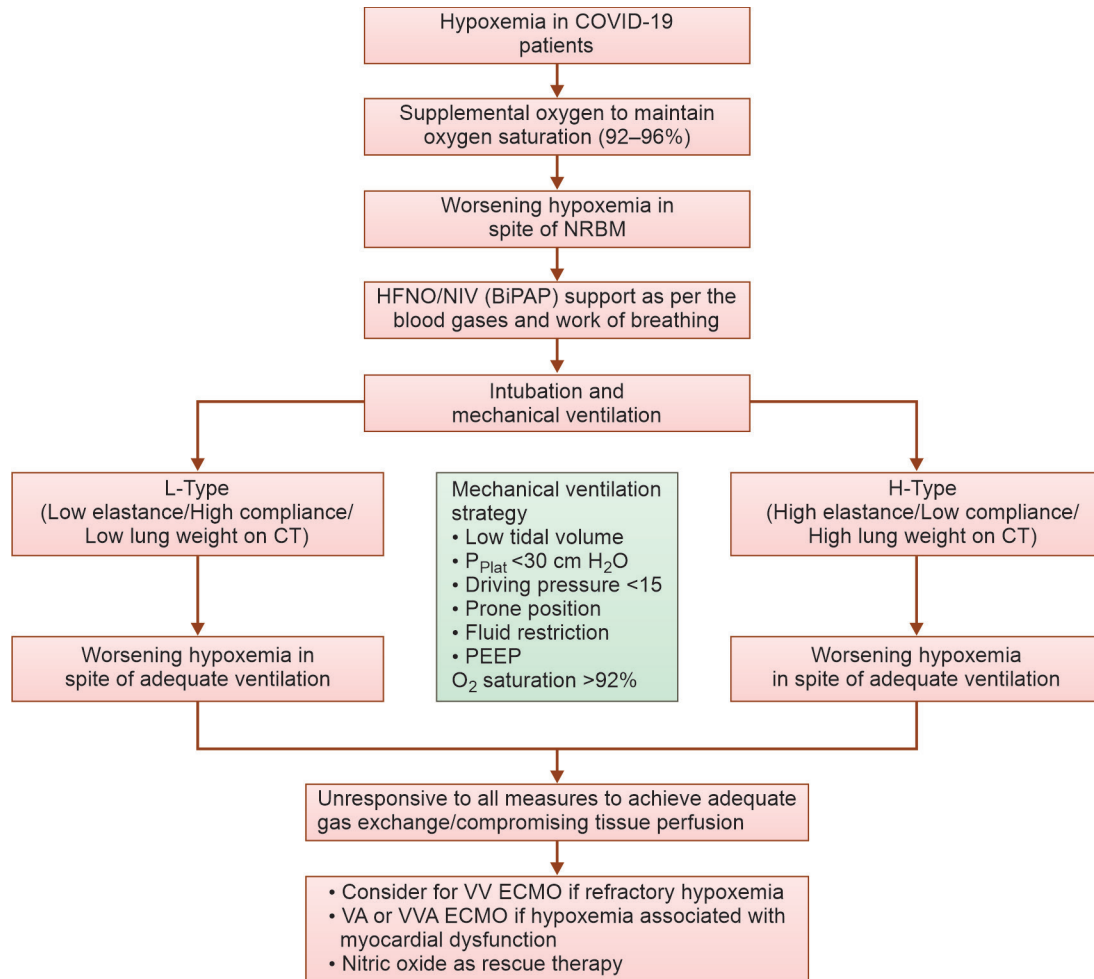 Hypoxemia in COVID-19
patients
Supplemental oxygen to maintain
oxygen saturation (92–96%)
Worsening hypoxemia in
spite of NRBM
HFNO/NIV (BiPAP) support as per the
blood gases and work of breathing
Intubation and
mechanical ventilation
L-Type
(Low elastance/High compliance/
Low lung weight on CT)
Mechanical ventilation
strategy
• Low tidal volume
• P_Plat <30 cm H₂O
• Driving pressure <15
• Prone position
• Fluid restriction
• PEEP
O₂ saturation >92%
H-Type
(High elastance/Low compliance/
High lung weight on CT)
Worsening hypoxemia in
spite of adequate ventilation
Worsening hypoxemia
in spite of adequate ventilation
Unresponsive to all measures to achieve adequate
gas exchange/compromising tissue perfusion
• Consider for VV ECMO if refractory hypoxemia
• VA or VVA ECMO if hypoxemia associated with
myocardial dysfunction
• Nitric oxide as rescue therapy